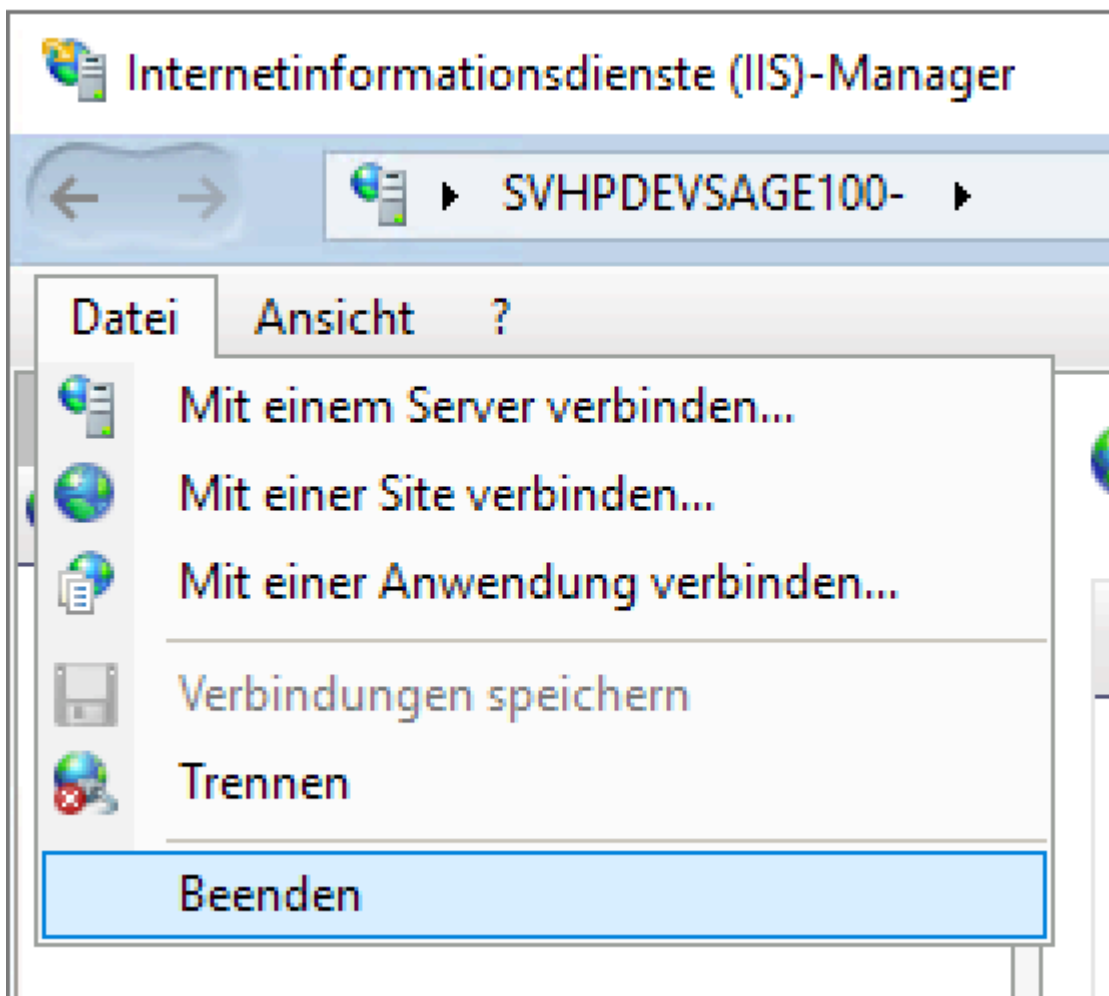 Internetinformationsdienste (IIS)-Manager
SVHPDEVSAGE100-
Datei Ansicht ?
Mit einem Server verbinden...
Mit einer Site verbinden...
Mit einer Anwendung verbinden...
Verbindungen speichern
Trennen
Beenden